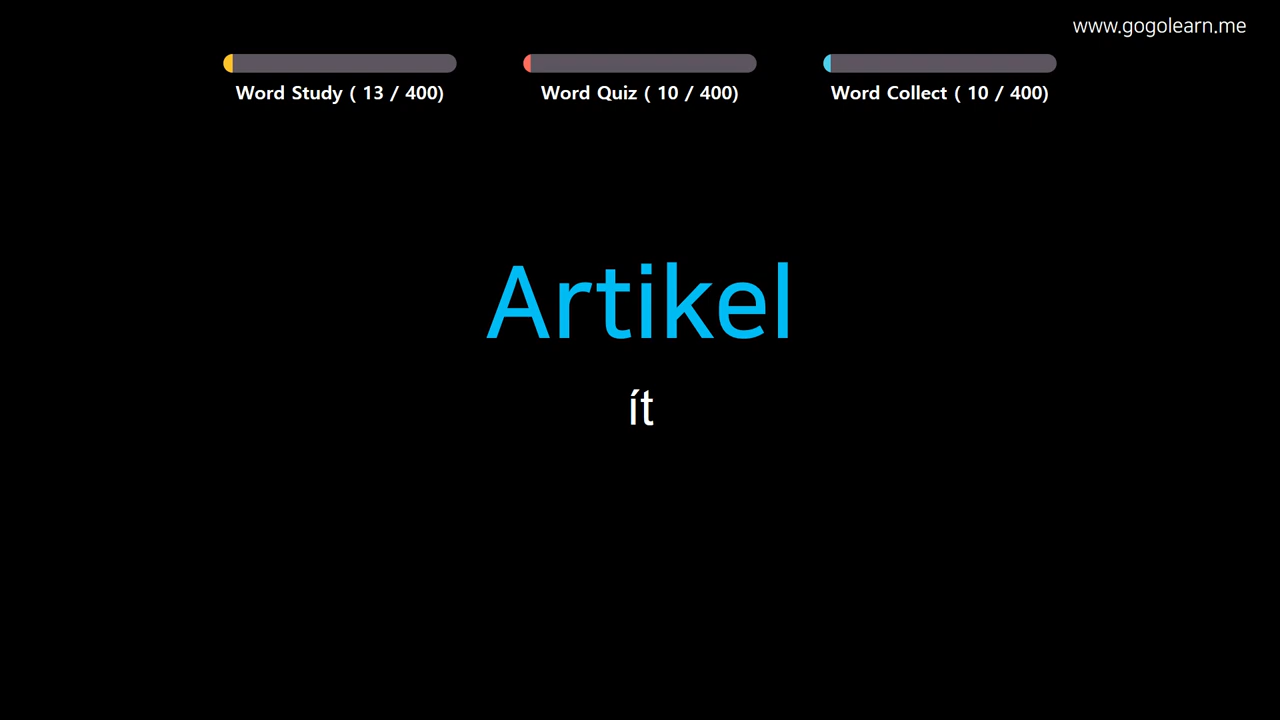 www.gogolearn.me
Word Study ( 13 / 400)
Word Quiz ( 10 / 400)
Word Collect ( 10 / 400)
Artikel
ít